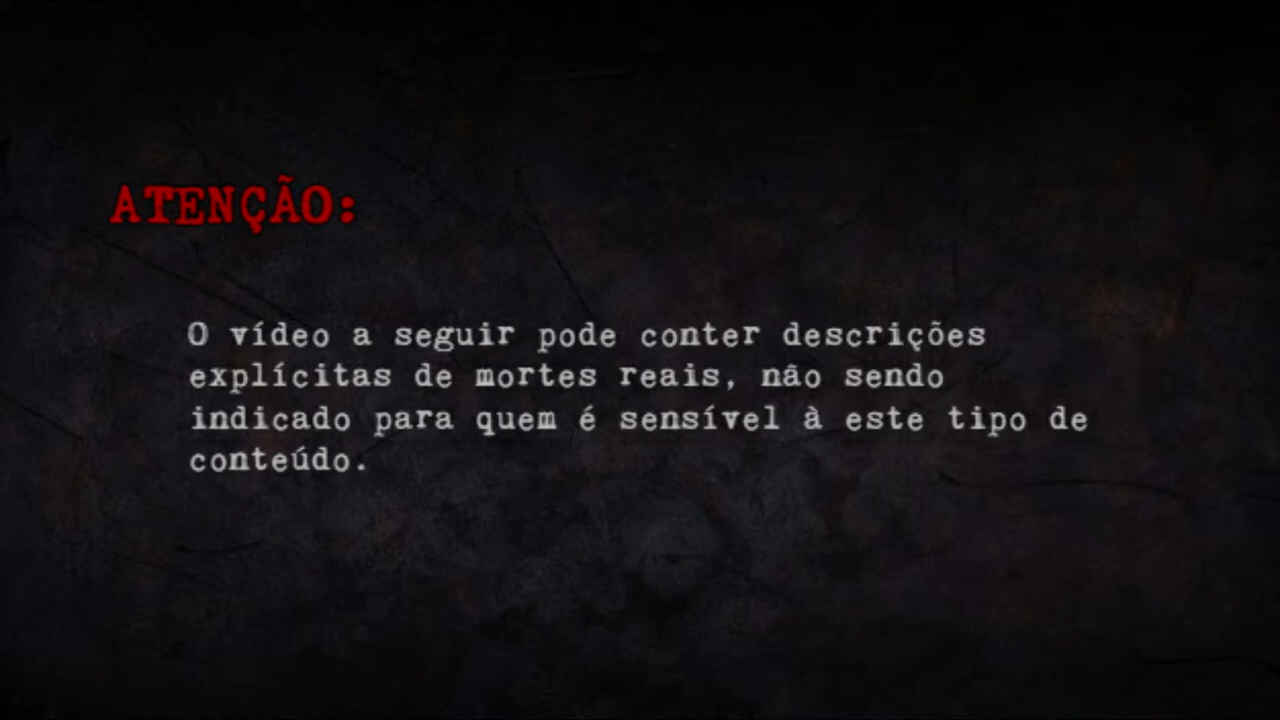 ATENÇÃO:
O vídeo a seguir pode conter descrições
explícitas de mortes reais, não sendo
indicado para quem é sensível à este tipo de
conteúdo.